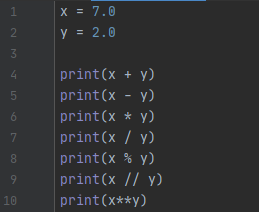 1 x = 7.0
2 y = 2.0
3
4 print(x + y)
5 print(x - y)
6 print(x * y)
7 print(x / y)
8 print(x % y)
9 print(x // y)
10 print(x**y)